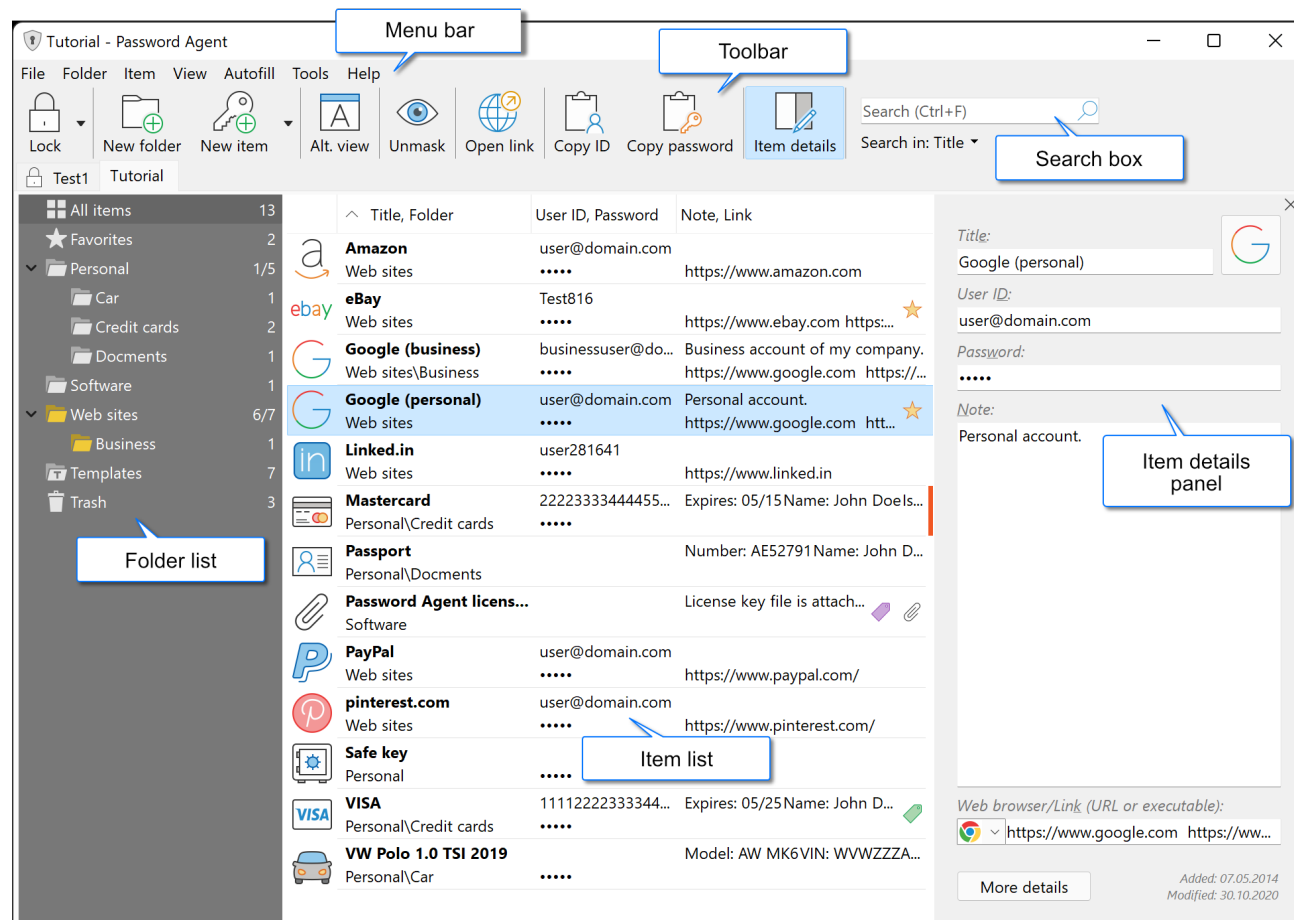 Menu bar
Tutorial - Password Agent
Toolbar
File Folder Item View Autofill Tools Help
Lock
New folder
New item
Alt. view
Unmask
Open link
Copy ID
Copy password
Item details
Search (Ctrl+F)
Search in: Title
Search box
Test1
Tutorial
All items 13
Favorites 2
Personal 1/5
Car 1
Credit cards 2
Docments 1
Software 1
Web sites 6/7
Business 1
Templates 7
Trash 3
Folder list
Title, Folder User ID, Password Note, Link
a
Amazon user@domain.com
Web sites ••••• https://www.amazon.com
ebay
eBay Test816
Web sites ••••• https://www.ebay.com https:...
G
Google (business) businessuser@do... Business account of my company.
Web sites\Business ••••• https://www.google.com https://...
G
Google (personal) user@domain.com Personal account.
Web sites ••••• https://www.google.com htt...
in
Linked.in user281641
Web sites ••••• https://www.linked.in
Mastercard 22223333444455... Expires: 05/15Name: John DoeIs...
Personal\Credit cards •••••
Passport Number: AE52791Name: John D...
Personal\Docments
Password Agent licens... License key file is attach...
Software
P
PayPal user@domain.com
Web sites ••••• https://www.paypal.com/
pinterest.com user@domain.com
Web sites ••••• https://www.pinterest.com/
Item list
Safe key
Personal •••••
VISA
VISA 11112222333344... Expires: 05/25Name: John D...
Personal\Credit cards •••••
VW Polo 1.0 TSI 2019 Model: AW MK6VIN: WVWZZZA...
Personal\Car •••••
Title:
Google (personal)
G
User ID:
user@domain.com
Password:
•••••
Note:
Personal account.
Item details
panel
Web browser/Link (URL or executable):
https://www.google.com https://ww...
More details
Added: 07.05.2014
Modified: 30.10.2020